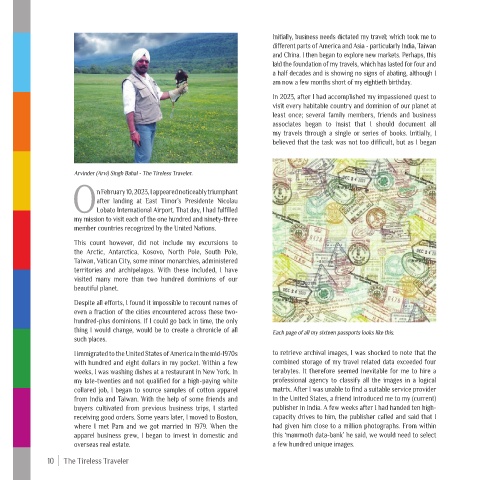 Arvinder (Arvi) Singh Bahal - The Tireless Traveler.
On February 10, 2023, I appeared noticeably triumphant
after landing at East Timor's Presidente Nicolau
Lobato International Airport. That day, I had fulfilled
my mission to visit each of the one hundred and ninety-three
member countries recognized by the United Nations.
This count however, did not include my excursions to
the Arctic, Antarctica, Kosovo, North Pole, South Pole,
Taiwan, Vatican City, some minor monarchies, administered
territories and archipelagos. With these included, I have
visited many more than two hundred dominions of our
beautiful planet.
Despite all efforts, I found it impossible to recount names of
even a fraction of the cities encountered across these two-
hundred-plus dominions. If I could go back in time, the only
thing I would change, would be to create a chronicle of all
such places.
I immigrated to the United States of America in the mid-1970s
with hundred and eight dollars in my pocket. Within a few
weeks, I was washing dishes at a restaurant in New York. In
my late-twenties and not qualified for a high-paying white
collared job, I began to source samples of cotton apparel
from India and Taiwan. With the help of some friends and
buyers cultivated from previous business trips, I started
receiving good orders. Some years later, I moved to Boston,
where I met Pam and we got married in 1979. When the
apparel business grew, I began to invest in domestic and
overseas real estate.
Initially, business needs dictated my travel; which took me to
different parts of America and Asia - particularly India, Taiwan
and China. I then began to explore new markets. Perhaps, this
laid the foundation of my travels, which has lasted for four and
a half decades and is showing no signs of abating, although I
am now a few months short of my eightieth birthday.
In 2023, after I had accomplished my impassioned quest to
visit every habitable country and dominion of our planet at
least once; several family members, friends and business
associates began to insist that I should document all
my travels through a single or series of books. Initially, I
believed that the task was not too difficult, but as I began
Each page of all my sixteen passports looks like this.
to retrieve archival images, I was shocked to note that the
combined storage of my travel related data exceeded four
terabytes. It therefore seemed inevitable for me to hire a
professional agency to classify all the images in a logical
matrix. After I was unable to find a suitable service provider
in the United States, a friend introduced me to my (current)
publisher in India. A few weeks after I had handed ten high-
capacity drives to him, the publisher called and said that I
had given him close to a million photographs. From within
this 'mammoth data-bank' he said, we would need to select
a few hundred unique images.
10 | The Tireless Traveler